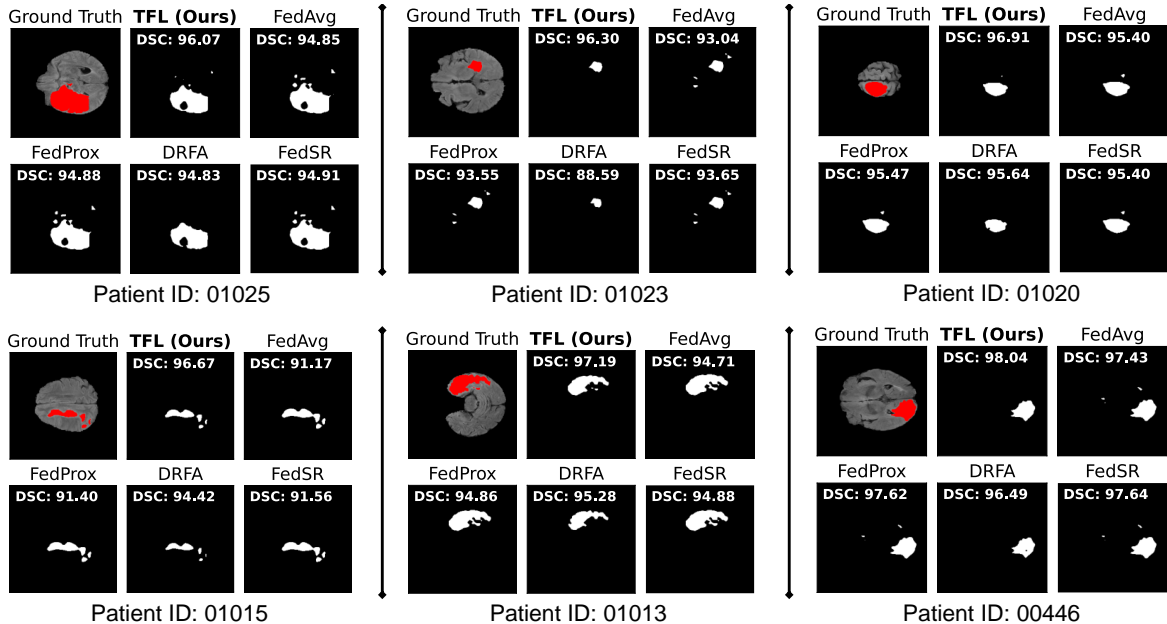 Ground Truth TFL (Ours) FedAvg
DSC: 96.07 DSC: 94.85
FedProx DRFA FedSR
DSC: 94.88 DSC: 94.83 DSC: 94.91
Patient ID: 01025
Ground Truth TFL (Ours) FedAvg
DSC: 96.30 DSC: 93.04
FedProx DRFA FedSR
DSC: 93.55 DSC: 88.59 DSC: 93.65
Patient ID: 01023
Ground Truth TFL (Ours) FedAvg
DSC: 96.91 DSC: 95.40
FedProx DRFA FedSR
DSC: 95.47 DSC: 95.64 DSC: 95.40
Patient ID: 01020
Ground Truth TFL (Ours) FedAvg
DSC: 96.67 DSC: 91.17
FedProx DRFA FedSR
DSC: 91.40 DSC: 94.42 DSC: 91.56
Patient ID: 01015
Ground Truth TFL (Ours) FedAvg
DSC: 97.19 DSC: 94.71
FedProx DRFA FedSR
DSC: 94.86 DSC: 95.28 DSC: 94.88
Patient ID: 01013
Ground Truth TFL (Ours) FedAvg
DSC: 98.04 DSC: 97.43
FedProx DRFA FedSR
DSC: 97.62 DSC: 96.49 DSC: 97.64
Patient ID: 00446